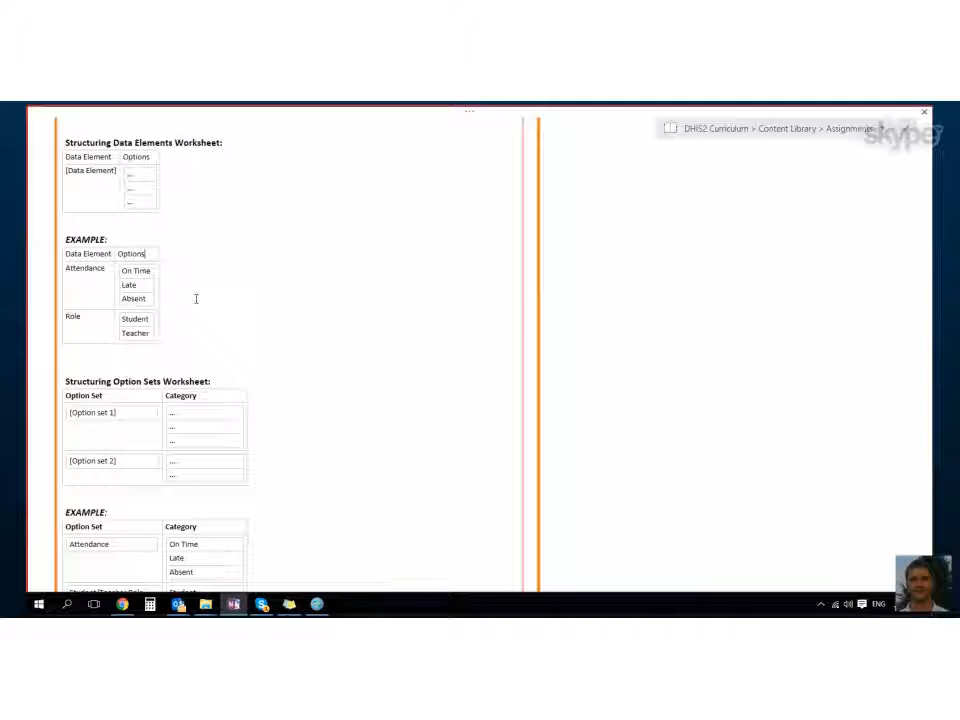 DHIS2 Curriculum > Content Library > Assignments
skype
Structuring Data Elements Worksheet:
Data Element Options
[Data Element] ...
...
...
EXAMPLE:
Data Element Options
Attendance On Time
Late
Absent
Role Student
Teacher
Structuring Option Sets Worksheet:
Option Set Category
[Option set 1] ...
...
...
[Option set 2] ...
...
EXAMPLE:
Option Set Category
Attendance On Time
Late
Absent
ENG